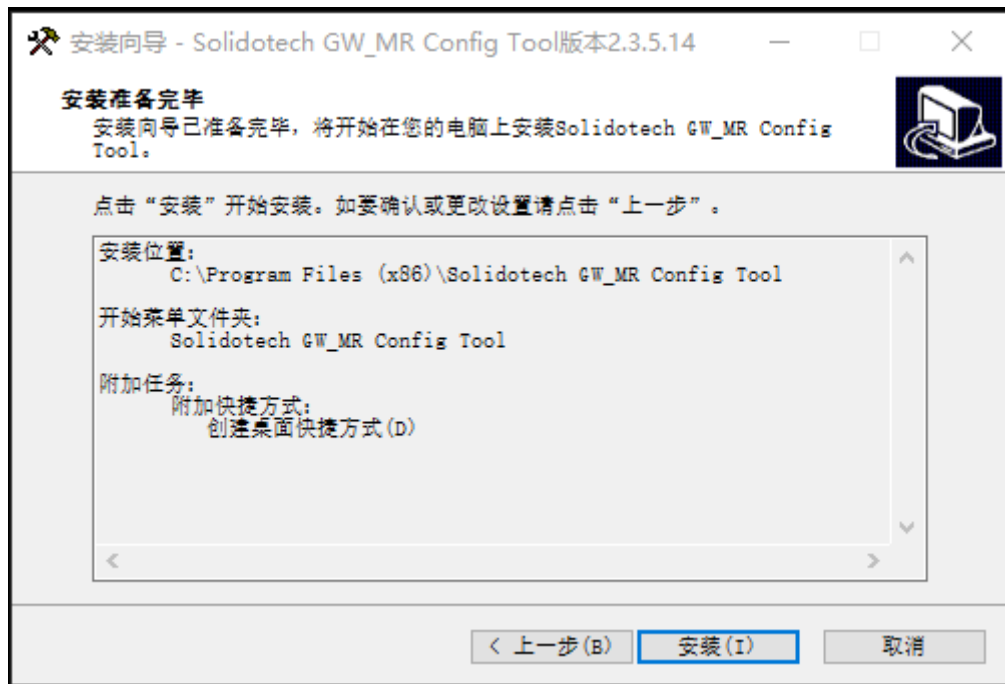 安装向导 - Solidotech GW_MR Config Tool版本2.3.5.14
安装准备完毕
安装向导已准备完毕，将开始在您的电脑上安装Solidotech GW_MR Config
Tool。
点击“安装”开始安装。如要确认或更改设置请点击“上一步”。
安装位置：
C:\Program Files (x86)\Solidotech GW_MR Config Tool
开始菜单文件夹：
Solidotech GW_MR Config Tool
附加任务：
附加快捷方式：
创建桌面快捷方式(D)
< 上一步(B) 安装(I) 取消